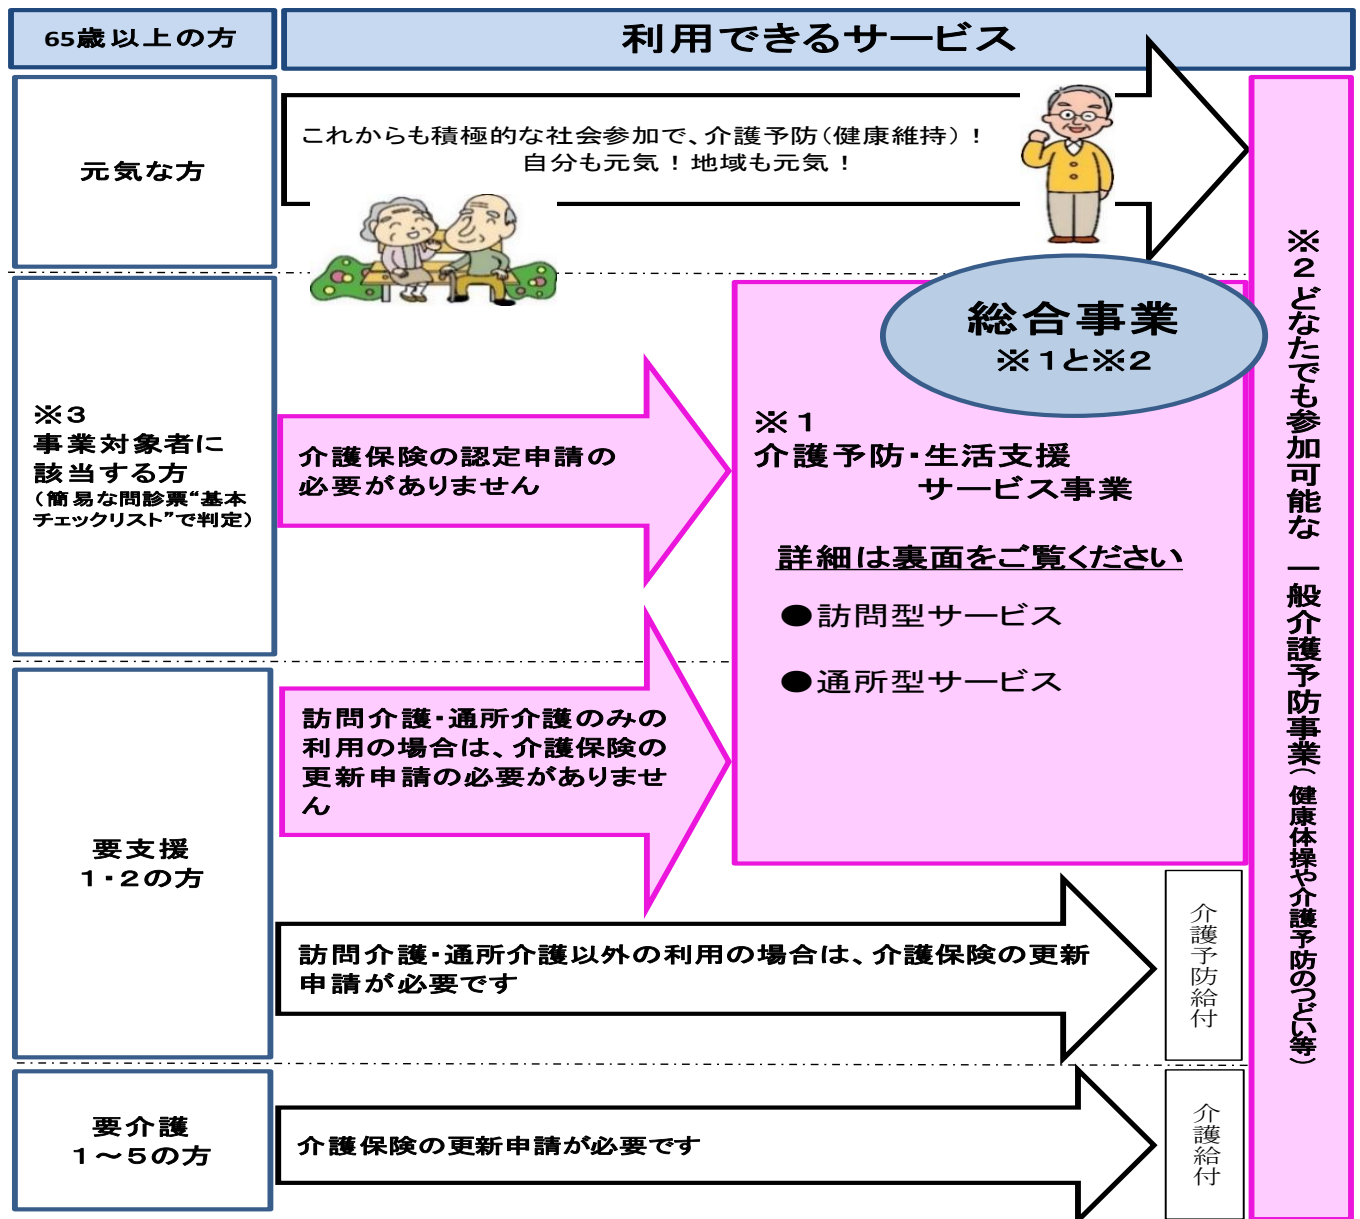 65歳以上の方
利用できるサービス
元気な方
これからも積極的な社会参加で、介護予防（健康維持）！
自分も元気！地域も元気！
※３
事業対象者に
該当する方
（簡易な問診票“基本
チェックリスト”で判定）
介護保険の認定申請の
必要がありません
総合事業
※１と※２
※１
介護予防・生活支援
サービス事業
詳細は裏面をご覧ください
●訪問型サービス
●通所型サービス
要支援
１・２の方
訪問介護・通所介護のみの
利用の場合は、介護保険の
更新申請の必要がありませ
ん
訪問介護・通所介護以外の利用の場合は、介護保険の更新
申請が必要です
介護予防給付
要介護
１～５の方
介護保険の更新申請が必要です
介護給付
※２どなたでも参加可能な　一般介護予防事業（健康体操や介護予防のつどい等）